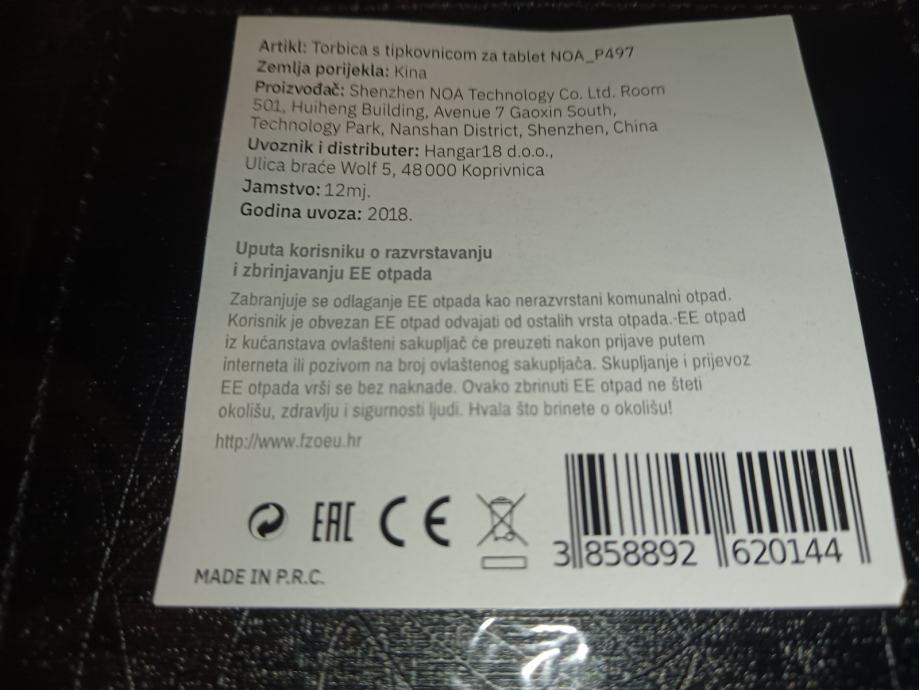 Artikl: Torbica s tipkovnicom za tablet NOA_P497
Zemlja porijekla: Kina
Proizvođač: Shenzhen NOA Technology Co. Ltd. Room
501, Huiheng Building, Avenue 7 Gaoxin South,
Technology Park, Nanshan District, Shenzhen, China
Uvoznik i distributer: Hangar18 d.o.o.,
Ulica braće Wolf 5, 48 000 Koprivnica
Jamstvo: 12mj.
Godina uvoza: 2018.
Uputa korisniku o razvrstavanju
i zbrinjavanju EE otpada
Zabranjuje se odlaganje EE otpada kao nerazvrstani komunalni otpad.
Korisnik je obvezan EE otpad odvajati od ostalih vrsta otpada. EE otpad
iz kućanstava ovlašteni sakupljač će preuzeti nakon prijave putem
interneta ili pozivom na broj ovlaštenog sakupljača. Skupljanje i prijevoz
EE otpada vrši se bez naknade. Ovako zbrinuti EE otpad ne šteti
okolišu, zdravlju i sigurnosti ljudi. Hvala što brinete o okolišu!
http://www.fzoeu.hr
EAC CE
3 858892 620144
MADE IN P.R.C.